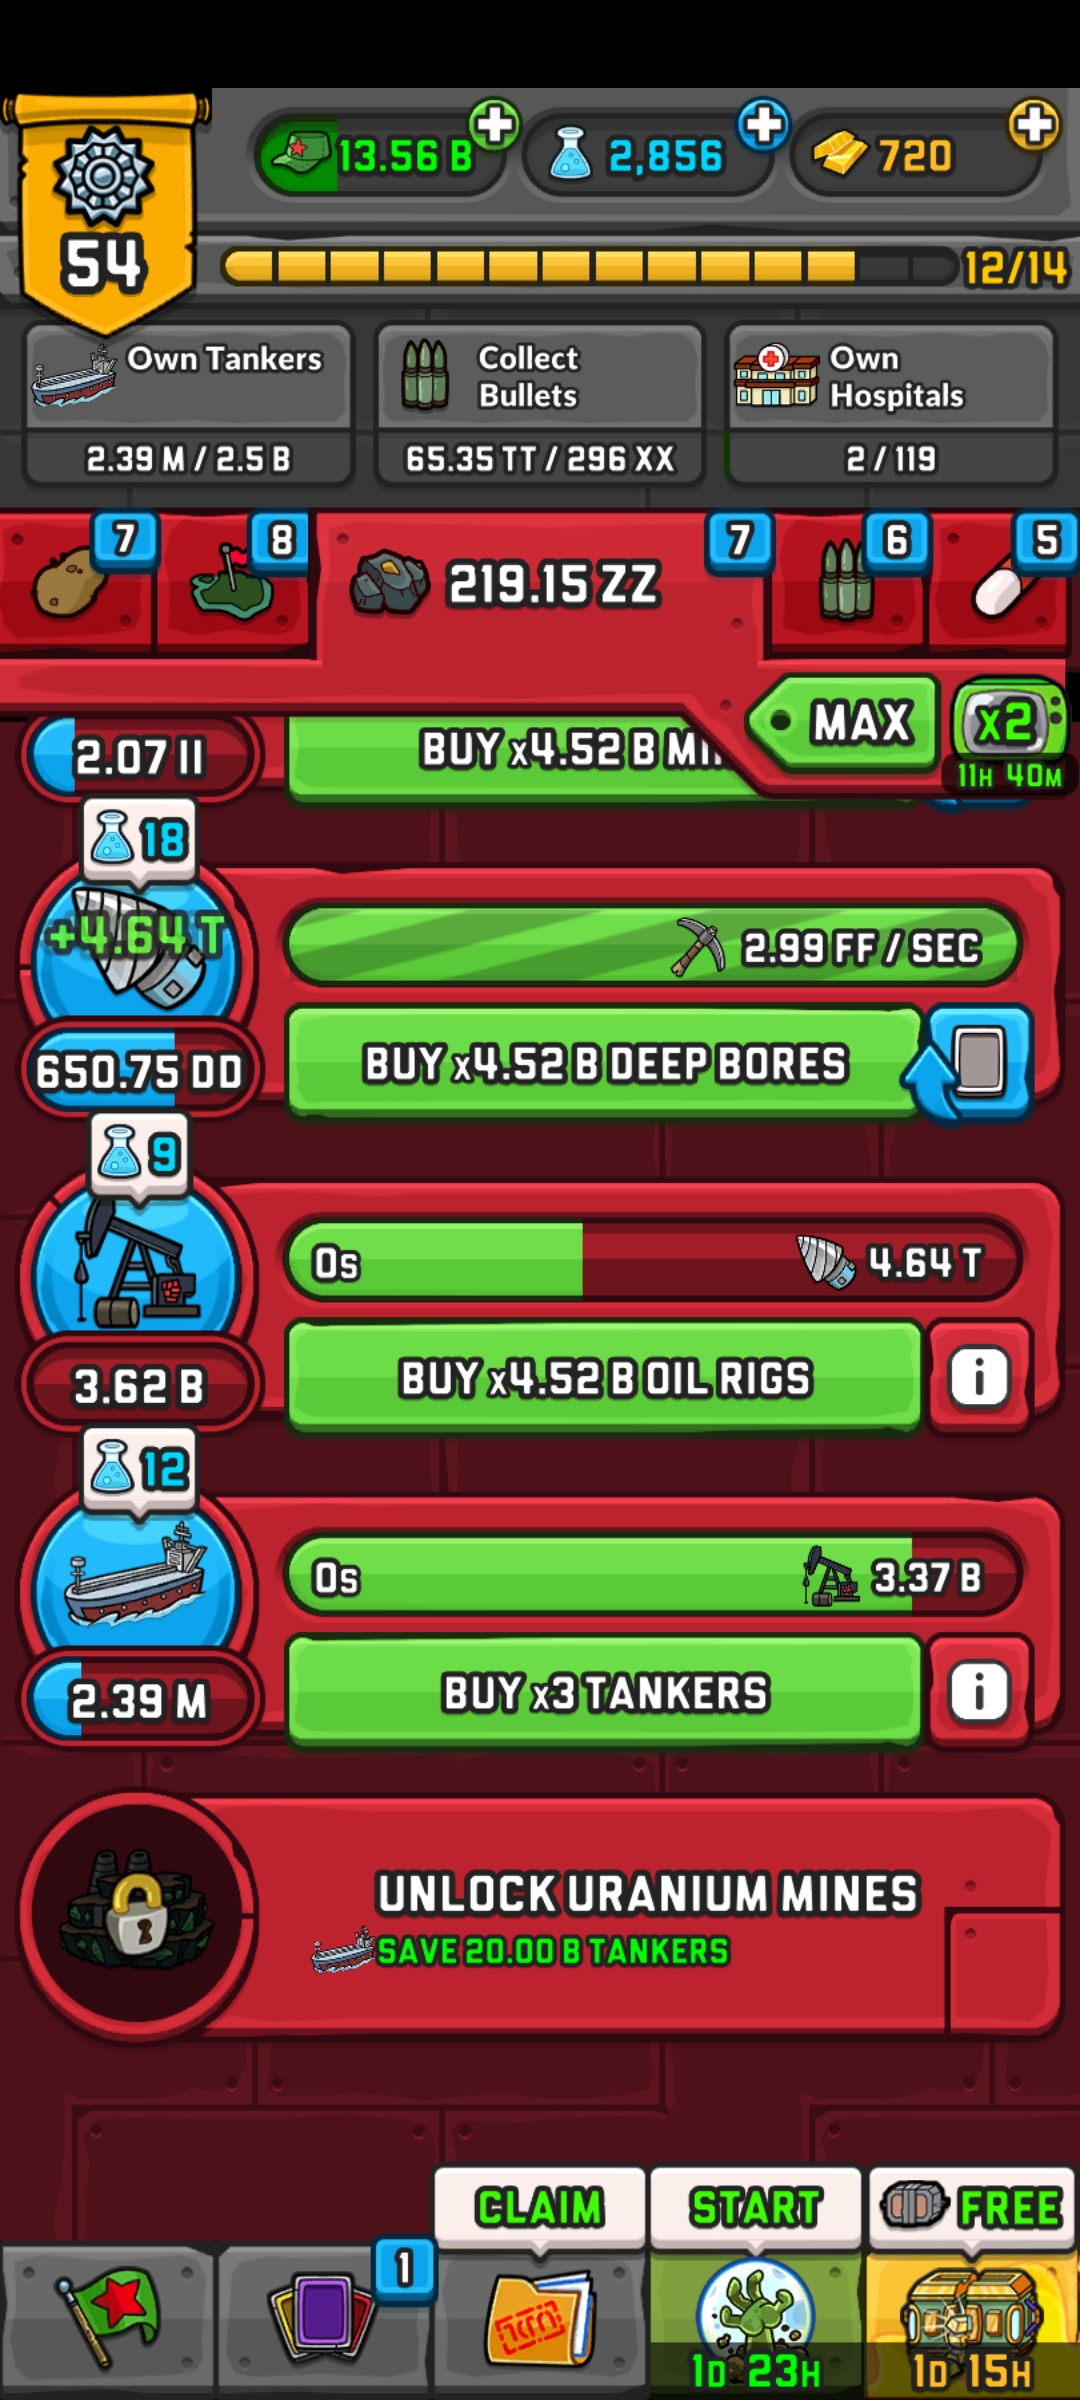 13.56 B
2,856
720
54
12/14
Own Tankers
2.39 M / 2.5 B
Collect
Bullets
65.35 TT / 296 XX
Own
Hospitals
2 / 119
7
8
219.15 ZZ
7
6
5
MAX
x2
11H 40M
2.07 II
BUY x4.52 B
18
+4.64 T
2.99 FF / SEC
650.75 DD
BUY x4.52 B DEEP BORES
9
0s
4.64 T
3.62 B
BUY x4.52 B OIL RIGS
i
12
0s
3.37 B
2.39 M
BUY x3 TANKERS
i
UNLOCK URANIUM MINES
SAVE 20.00 B TANKERS
CLAIM
START
FREE
1
1D 23H
1D 15H